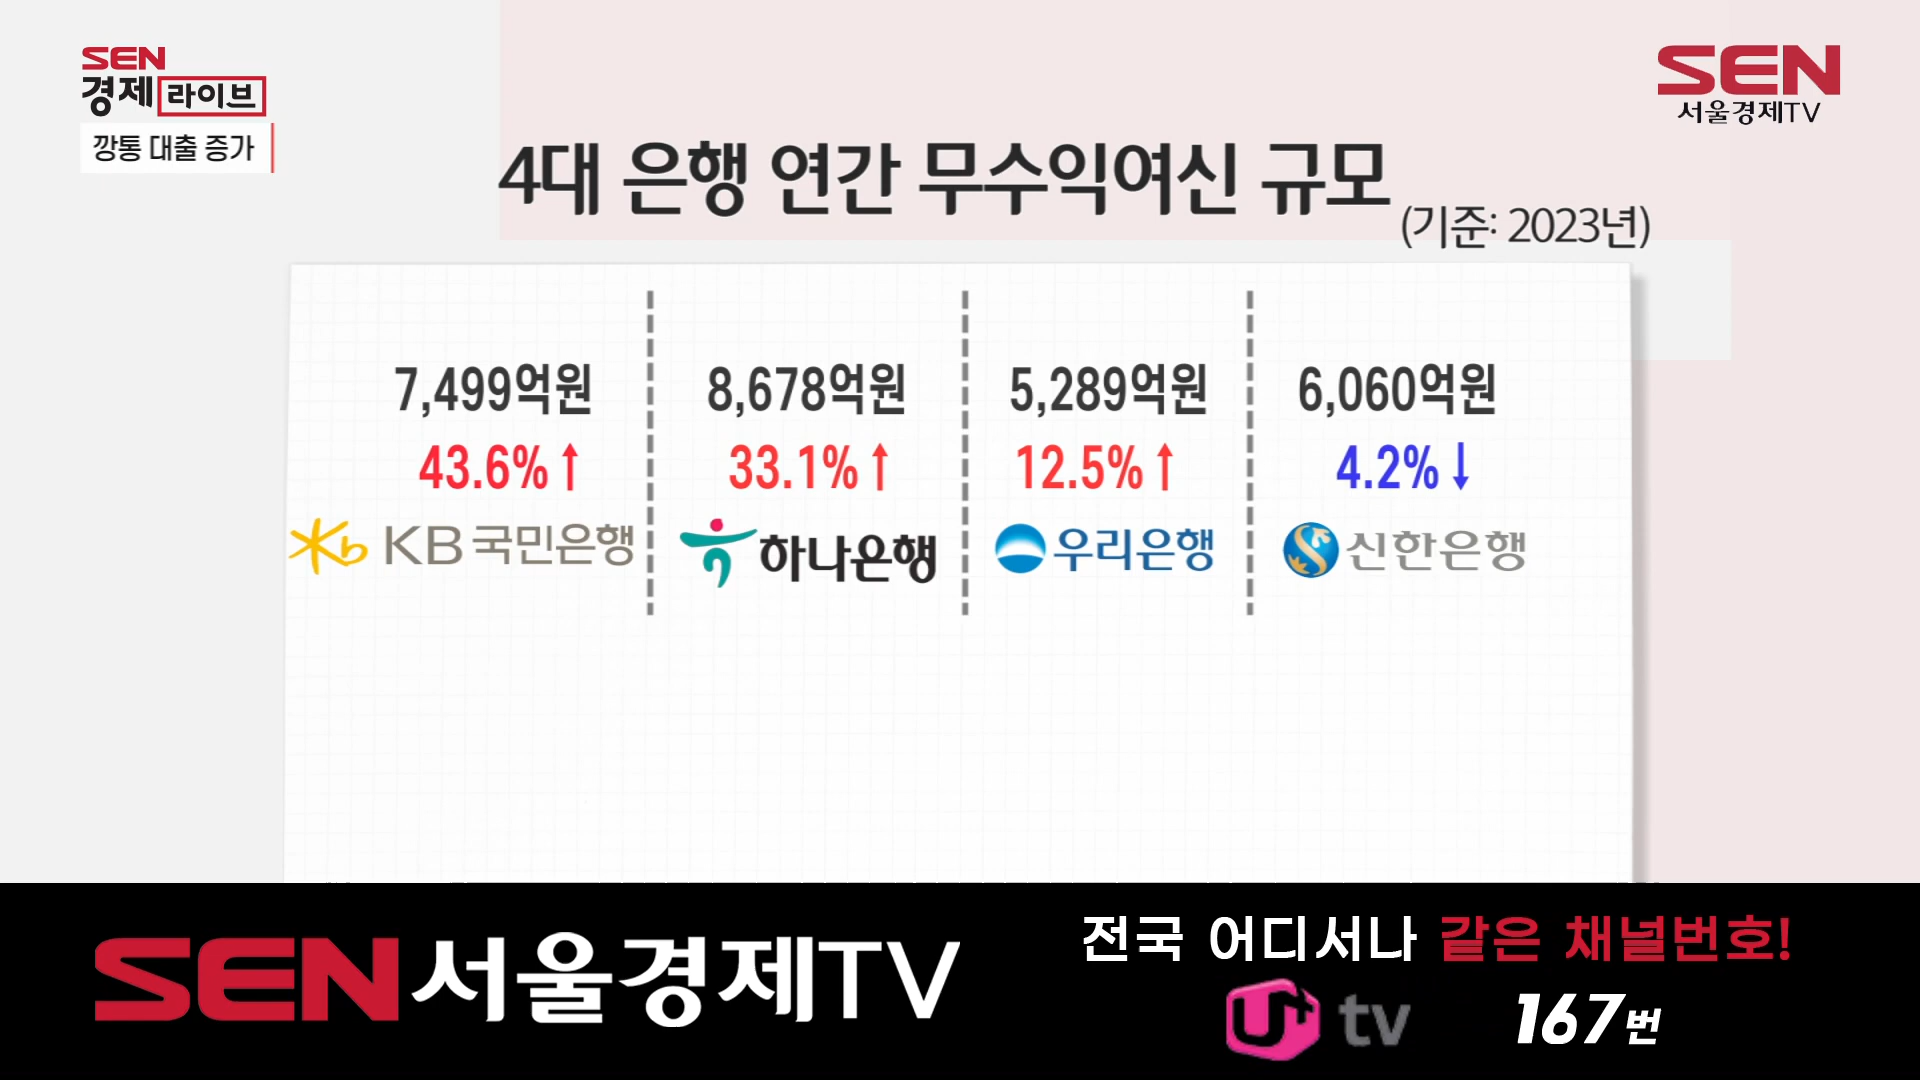 SEN
경제 라이브
깡통 대출 증가
SEN
서울경제TV
4대 은행 연간 무수익여신 규모
(기준: 2023년)
7,499억원
43.6%↑
KB국민은행
8,678억원
33.1%↑
하나은행
5,289억원
12.5%↑
우리은행
6,060억원
4.2%↓
신한은행
SEN서울경제TV
전국 어디서나 같은 채널번호!
U+ tv
167번